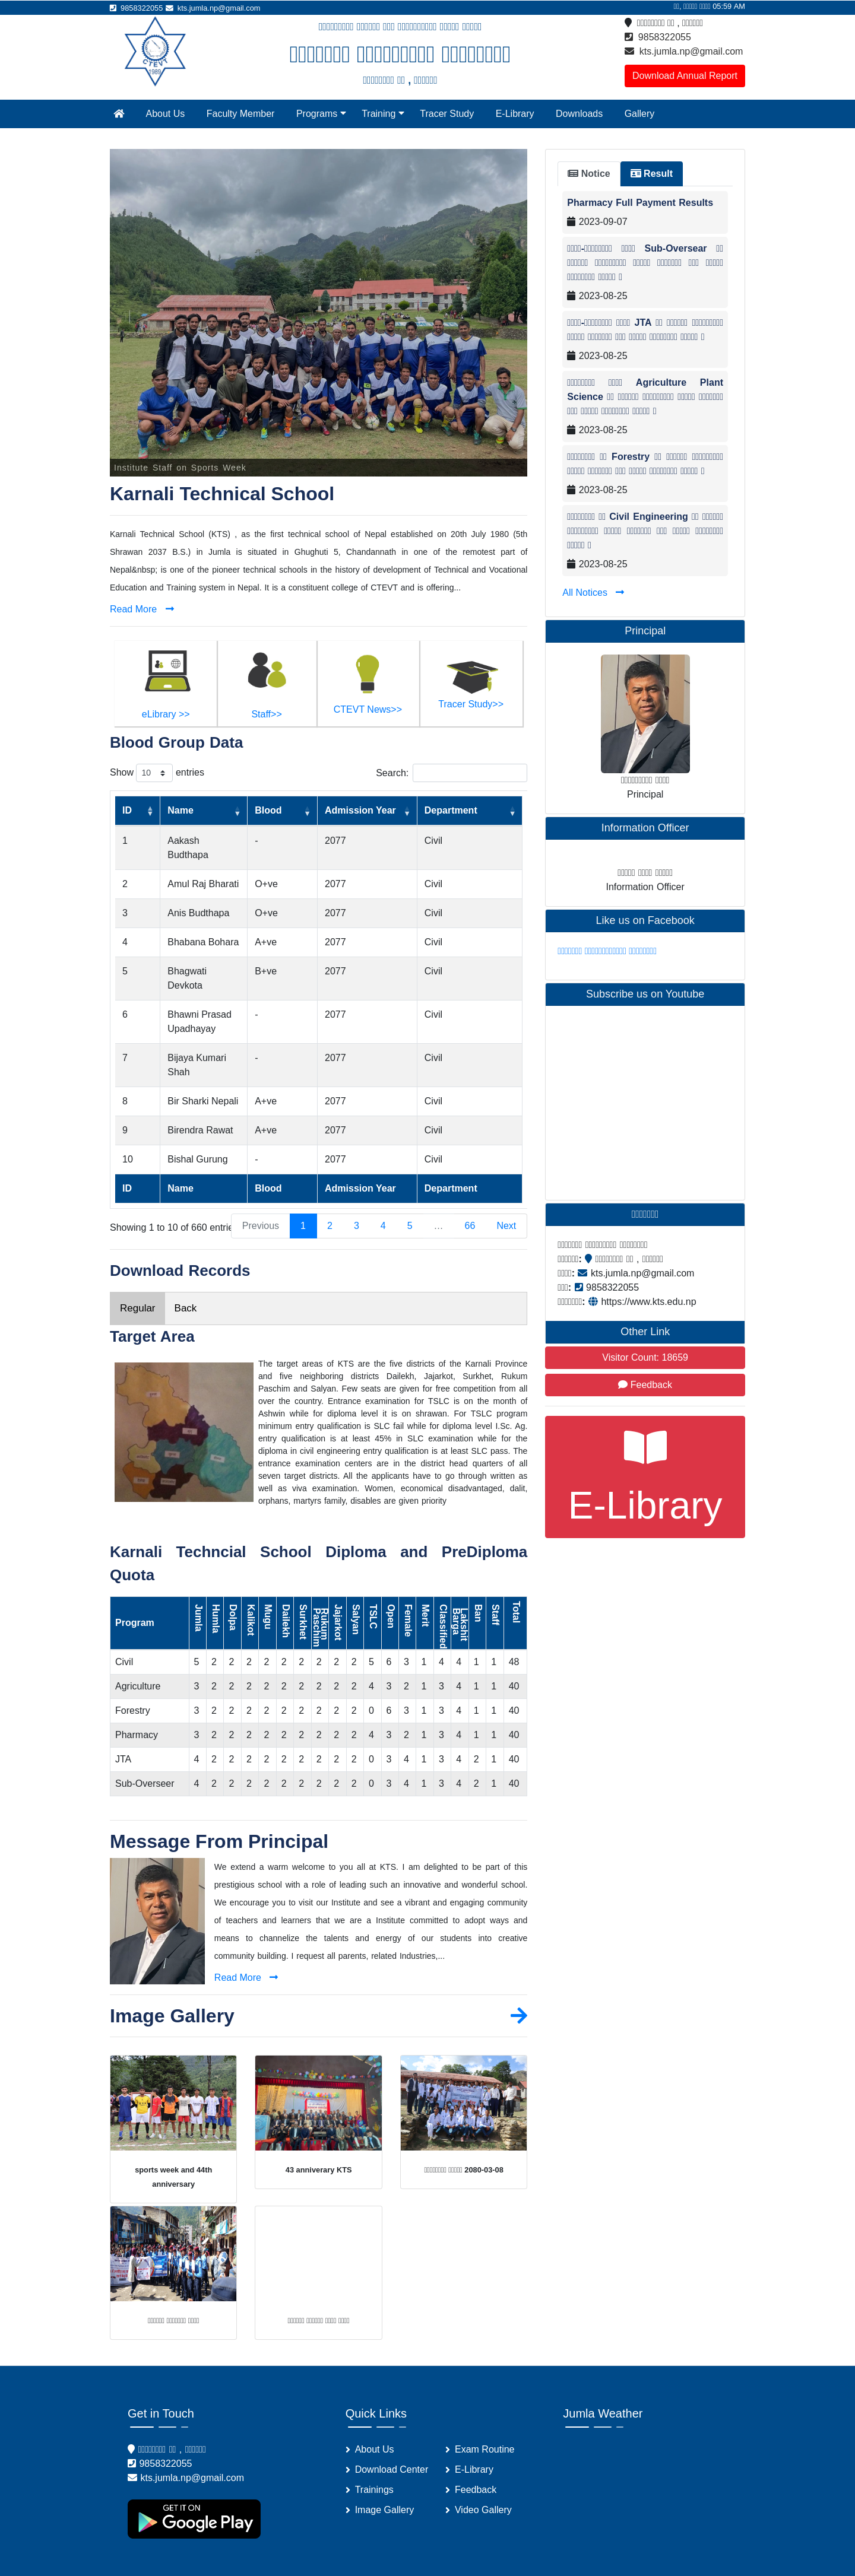 9858322055 kts.jumla.np@gmail.com
05:59 AM
CTEVT
1989
9858322055
kts.jumla.np@gmail.com
Download Annual Report
About Us Faculty Member Programs Training Tracer Study E-Library Downloads Gallery
Institute Staff on Sports Week
Karnali Technical School
Karnali Technical School (KTS) , as the first technical school of Nepal established on 20th July 1980 (5th
Shrawan 2037 B.S.) in Jumla is situated in Ghughuti 5, Chandannath in one of the remotest part of
Nepal&nbsp; is one of the pioneer technical schools in the history of development of Technical and Vocational
Education and Training system in Nepal. It is a constituent college of CTEVT and is offering...
Read More
eLibrary >>
Staff>>
CTEVT News>>
Tracer Study>>
Blood Group Data
Show 10 entries Search:
ID Name Blood Admission Year Department
1 Aakash - 2077 Civil
Budthapa
2 Amul Raj Bharati O+ve 2077 Civil
3 Anis Budthapa O+ve 2077 Civil
4 Bhabana Bohara A+ve 2077 Civil
5 Bhagwati B+ve 2077 Civil
Devkota
6 Bhawni Prasad - 2077 Civil
Upadhayay
7 Bijaya Kumari - 2077 Civil
Shah
8 Bir Sharki Nepali A+ve 2077 Civil
9 Birendra Rawat A+ve 2077 Civil
10 Bishal Gurung - 2077 Civil
ID Name Blood Admission Year Department
Showing 1 to 10 of 660 entrie Previous 1 2 3 4 5 … 66 Next
Download Records
Regular Back
Target Area
The target areas of KTS are the five districts of the Karnali Province
and five neighboring districts Dailekh, Jajarkot, Surkhet, Rukum
Paschim and Salyan. Few seats are given for free competition from all
over the country. Entrance examination for TSLC is on the month of
Ashwin while for diploma level it is on shrawan. For TSLC program
minimum entry qualification is SLC fail while for diploma level I.Sc. Ag.
entry qualification is at least 45% in SLC examination while for the
diploma in civil engineering entry qualification is at least SLC pass. The
entrance examination centers are in the district head quarters of all
seven target districts. All the applicants have to go through written as
well as viva examination. Women, economical disadvantaged, dalit,
orphans, martyrs family, disables are given priority
Karnali Techncial School Diploma and PreDiploma
Quota
Program Jumla Humla Dolpa Kalikot Mugu Dailekh Surkhet Rukum Paschim Jajarkot Salyan TSLC Open Female Merit Classified Lakshit Barga Ban Staff Total
Civil 5 2 2 2 2 2 2 2 2 2 5 6 3 1 4 4 1 1 48
Agriculture 3 2 2 2 2 2 2 2 2 2 4 3 2 1 3 4 1 1 40
Forestry 3 2 2 2 2 2 2 2 2 2 0 6 3 1 3 4 1 1 40
Pharmacy 3 2 2 2 2 2 2 2 2 2 4 3 2 1 3 4 1 1 40
JTA 4 2 2 2 2 2 2 2 2 2 0 3 4 1 3 4 2 1 40
Sub-Overseer 4 2 2 2 2 2 2 2 2 2 0 3 4 1 3 4 2 1 40
Message From Principal
We extend a warm welcome to you all at KTS. I am delighted to be part of this
prestigious school with a role of leading such an innovative and wonderful school.
We encourage you to visit our Institute and see a vibrant and engaging community
of teachers and learners that we are a Institute committed to adopt ways and
means to channelize the talents and energy of our students into creative
community building. I request all parents, related Industries,...
Read More
Image Gallery
sports week and 44th
anniversary
43 anniverary KTS
2080-03-08
Notice Result
Pharmacy Full Payment Results
2023-09-07
Sub-Oversear
2023-08-25
JTA
2023-08-25
Agriculture Plant
Science
2023-08-25
Forestry
2023-08-25
Civil Engineering
2023-08-25
All Notices
Principal
Principal
Information Officer
Information Officer
Like us on Facebook
Subscribe us on Youtube
kts.jumla.np@gmail.com
9858322055
https://www.kts.edu.np
Other Link
Visitor Count: 18659
Feedback
E-Library
Get in Touch
9858322055
kts.jumla.np@gmail.com
GET IT ON
Google Play
Quick Links
About Us Exam Routine
Download Center E-Library
Trainings Feedback
Image Gallery Video Gallery
Jumla Weather